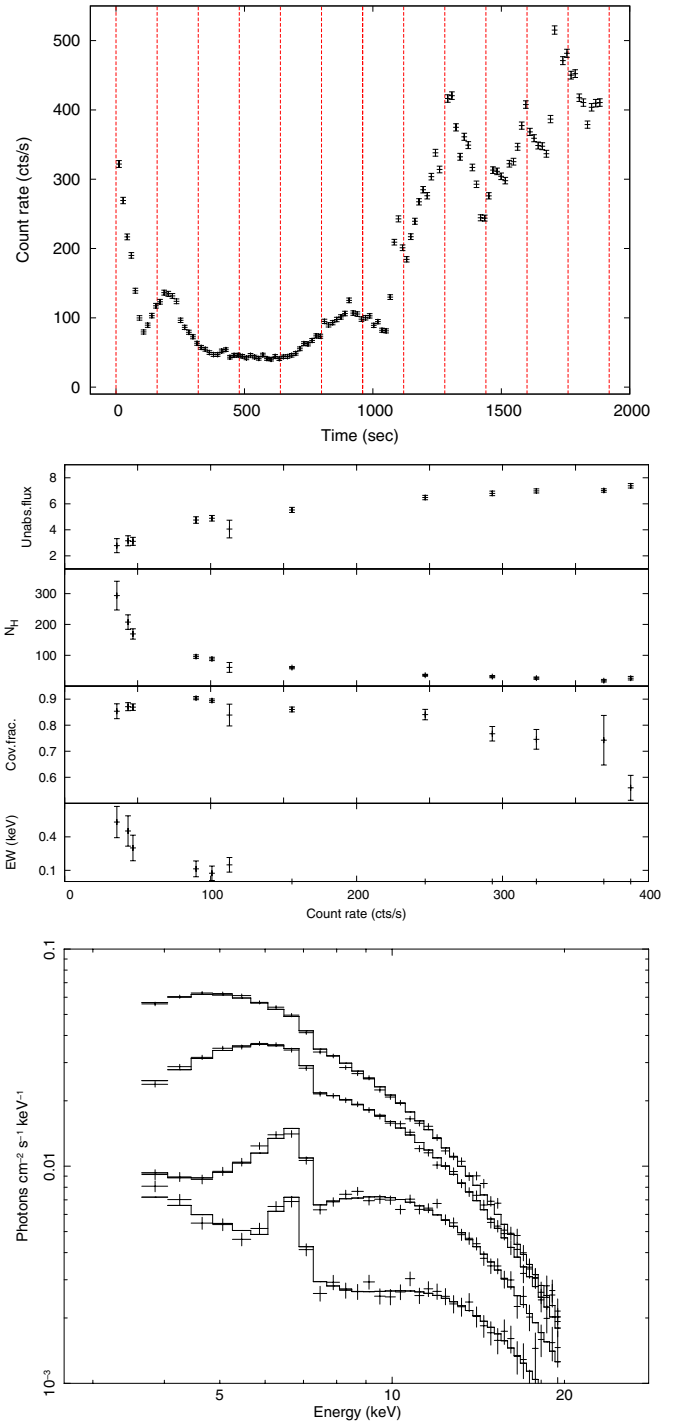 500
400
300
200
100
0
Count rate (cts/s)
0 500 1000 1500 2000
Time (sec)
8
6
4
2
Unabs.flux
300
200
100
N_H
0.9
0.8
0.7
0.6
Cov.frac.
0.4
0.1
EW (keV)
0 100 200 300 400
Count rate (cts/s)
0.1
0.01
10⁻³
Photons cm⁻² s⁻¹ keV⁻¹
5 10 20
Energy (keV)